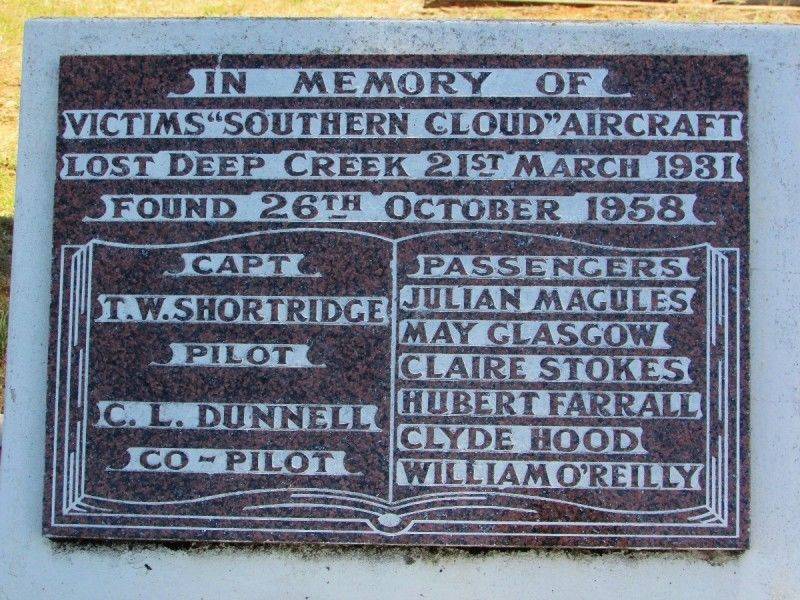 IN MEMORY OF
VICTIMS "SOUTHERN CLOUD" AIRCRAFT
LOST DEEP CREEK 21ST MARCH 1931
FOUND 26TH OCTOBER 1958
CAPT
T.W. SHORTRIDGE
PILOT
C. L. DUNNELL
CO-PILOT
PASSENGERS
JULIAN MAGULES
MAY GLASGOW
CLAIRE STOKES
HUBERT FARRALL
CLYDE HOOD
WILLIAM O'REILLY